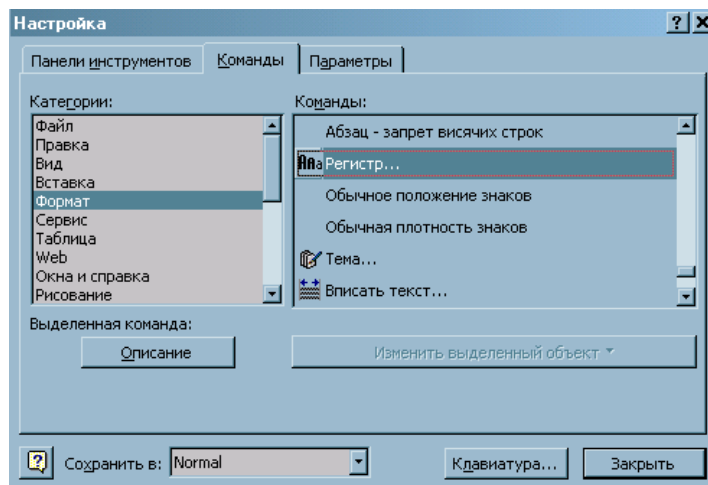 Настройка
Панели инструментов Команды Параметры
Категории: Команды:
Файл
Правка
Вид
Вставка
Формат
Сервис
Таблица
Web
Окна и справка
Рисование
Абзац - запрет висячих строк
Регистр...
Обычное положение знаков
Обычная плотность знаков
Тема...
Вписать текст...
Выделенная команда:
Описание Изменить выделенный объект
Сохранить в: Normal Клавиатура... Закрыть